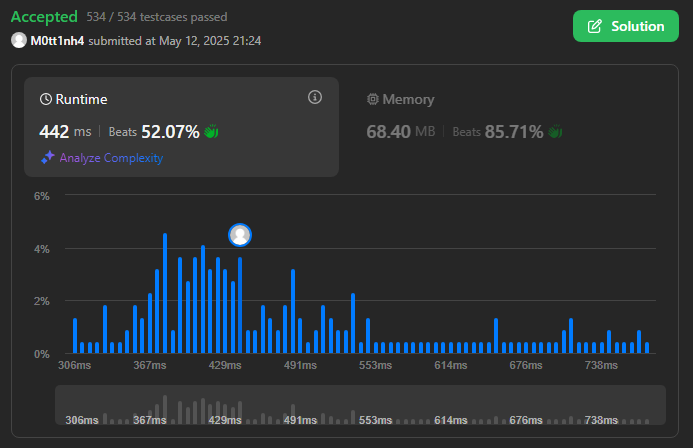 Accepted 534 / 534 testcases passed
M0tt1nh4 submitted at May 12, 2025 21:24
Solution
Runtime
442 ms | Beats 52.07%
Analyze Complexity
Memory
68.40 MB | Beats 85.71%
6%
4%
2%
0%
306ms 367ms 429ms 491ms 553ms 614ms 676ms 738ms
306ms 367ms 429ms 491ms 553ms 614ms 676ms 738ms